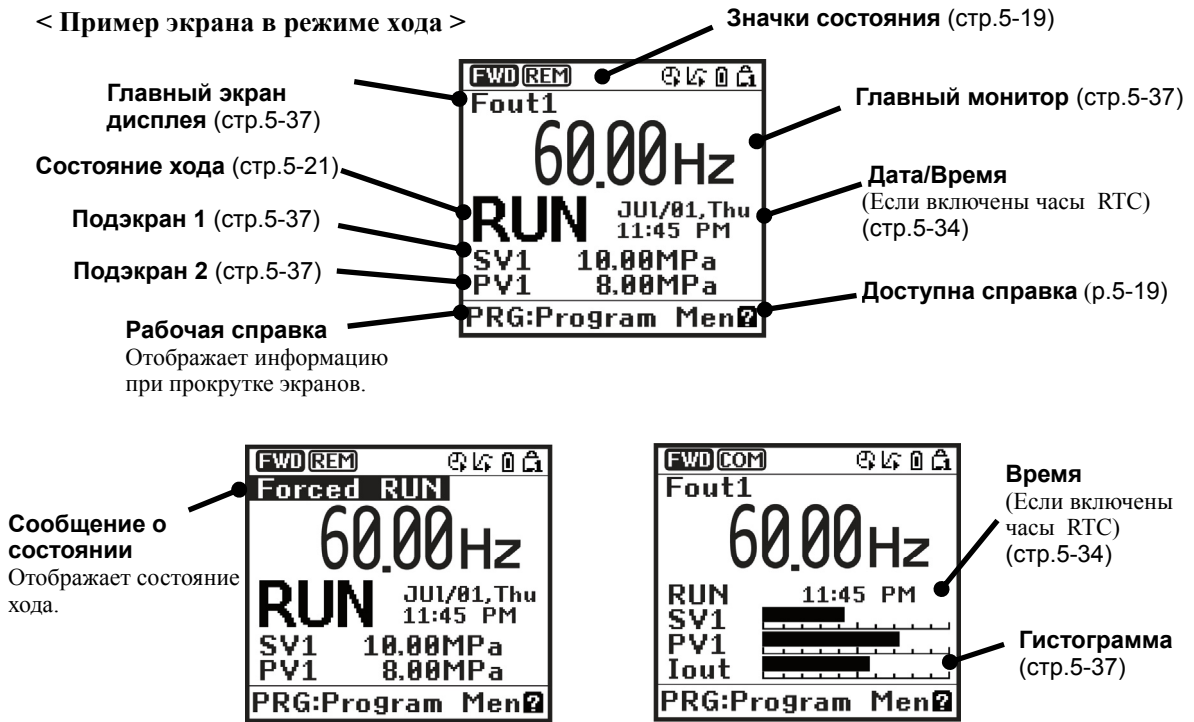 < Пример экрана в режиме хода >
Значки состояния (стр.5-19)
Главный экран
дисплея (стр.5-37)
Состояние хода (стр.5-21)
Подэкран 1 (стр.5-37)
Подэкран 2 (стр.5-37)
Рабочая справка
Отображает информацию
при прокутке экранов.
FWD REM
Fout1
60.00Hz
RUN
JUl/01,Thu
11:45 PM
SV1 10.00MPa
PV1 8.00MPa
PRG:Program Men?
Главный монитор (стр.5-37)
Дата/Время
(Если включены часы RTC)
(стр.5-34)
Доступна справка (р.5-19)
Сообщение о
состоянии
Отображает состояние
хода.
FWD REM
Forced RUN
60.00Hz
RUN
JUl/01,Thu
11:45 PM
SV1 10.00MPa
PV1 8.00MPa
PRG:Program Men?
FWD COM
Fout1
60.00Hz
RUN 11:45 PM
SV1
PV1
Iout
PRG:Program Men?
Время
(Если включены
часы RTC)
(стр.5-34)
Гистограмма
(стр.5-37)